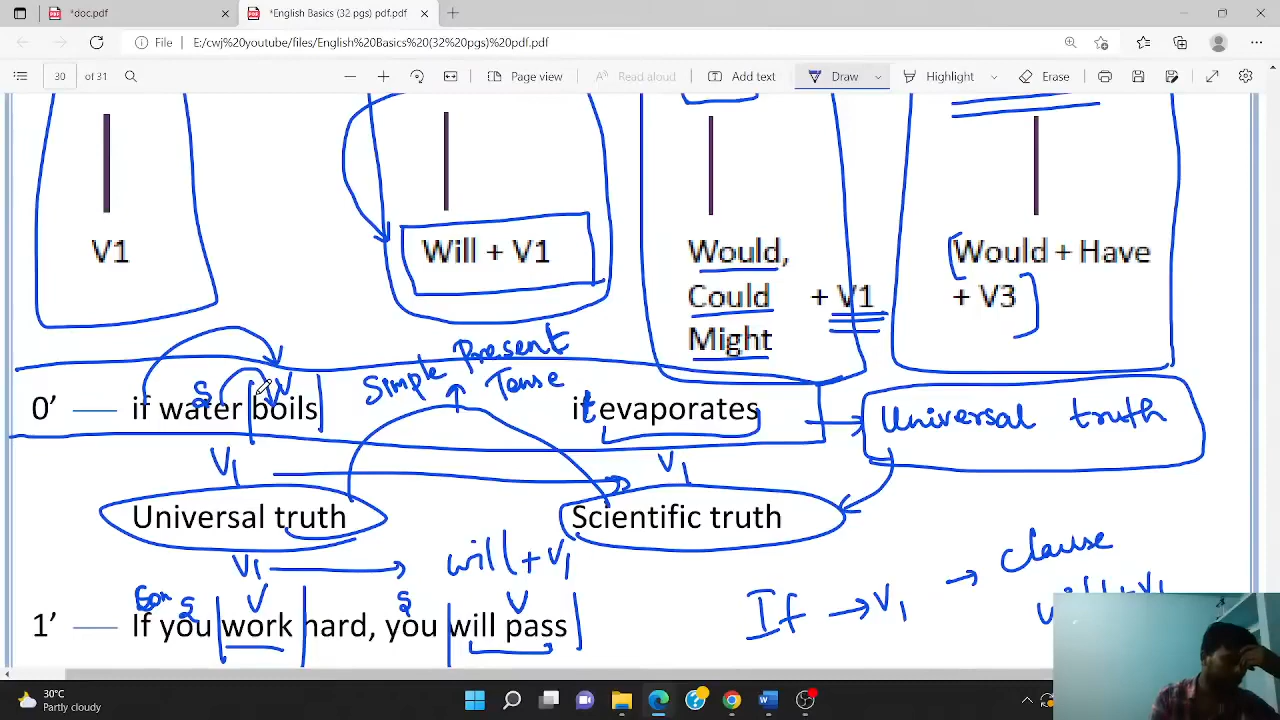 *doc.pdf *English Basics (32 pgs) pdf.pdf
File E:/cwj%20youtube/files/English%20Basics%20(32%20pgs)%20pdf.pdf
30 of 31 Page view Read aloud Add text Draw Highlight Erase
V1 Will + V1 Would, Would + Have
Could + V1 + V3
Might
Simple Present
Tense
S V
0' if water boils it evaporates Universal truth
V1 V1
Universal truth Scientific truth
V1 will + V1 clause
S V S V If V1 will + V1
1' If you work hard, you will pass
30°C
Partly cloudy